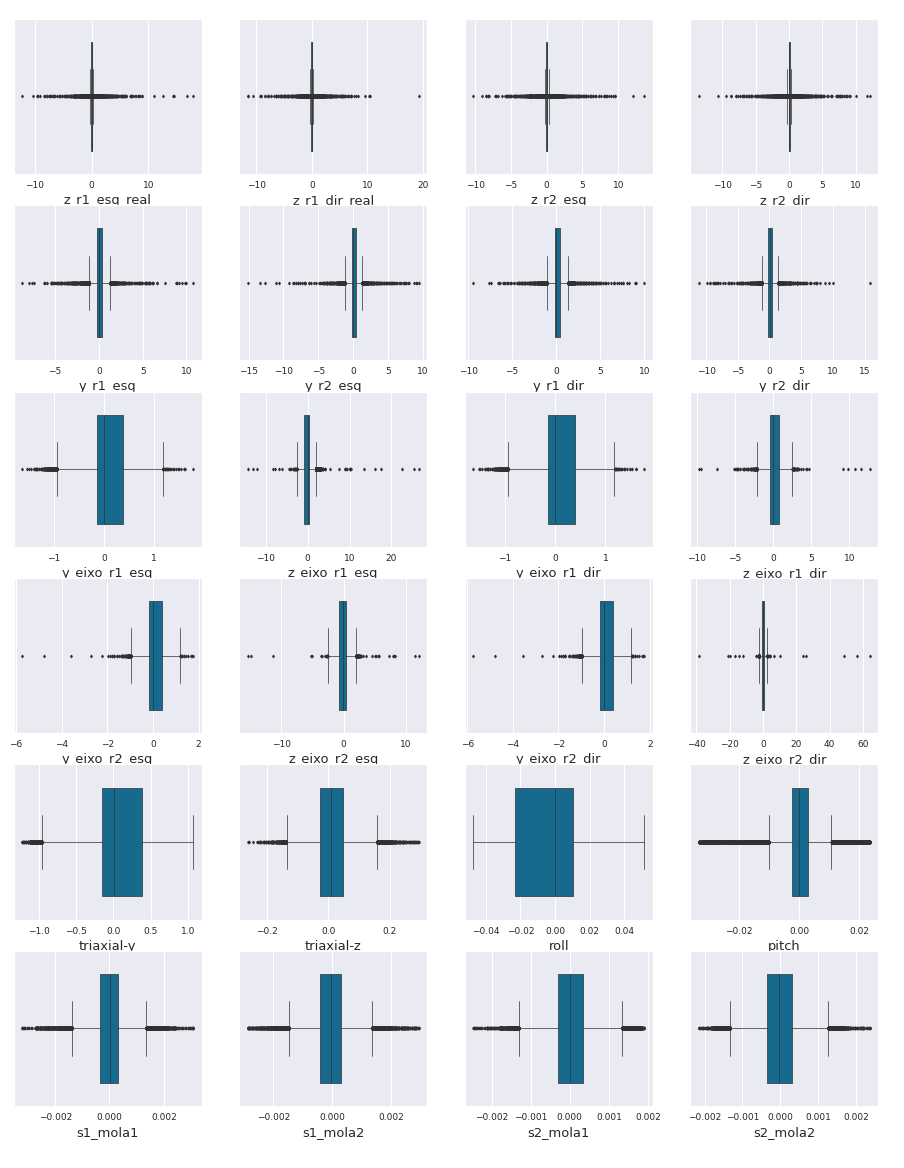 −10 0 10 −10 0 10 20 −10 −5 0 5 10 −10 −5 0 5 10
z_r1_esq_real z_r1_dir_real z_r2_esq z_r2_dir
−5 0 5 10 −15 −10 −5 0 5 10 −10 −5 0 5 10 −10 −5 0 5 10 15
y_r1_esq y_r2_esq y_r1_dir y_r2_dir
−1 0 1 −10 0 10 20 −1 0 1 −10 −5 0 5 10
y_eixo_r1_esq z_eixo_r1_esq y_eixo_r1_dir z_eixo_r1_dir
−6 −4 −2 0 2 −10 0 10 −6 −4 −2 0 2 −40 −20 0 20 40 60
y_eixo_r2_esq z_eixo_r2_esq y_eixo_r2_dir z_eixo_r2_dir
−1.0 −0.5 0.0 0.5 1.0 −0.2 0.0 0.2 −0.04 −0.02 0.00 0.02 0.04 −0.02 0.00 0.02
triaxial-y triaxial-z roll pitch
−0.002 0.000 0.002 −0.002 0.000 0.002 −0.002 −0.001 0.000 0.001 0.002 −0.002 −0.001 0.000 0.001 0.002
s1_mola1 s1_mola2 s2_mola1 s2_mola2